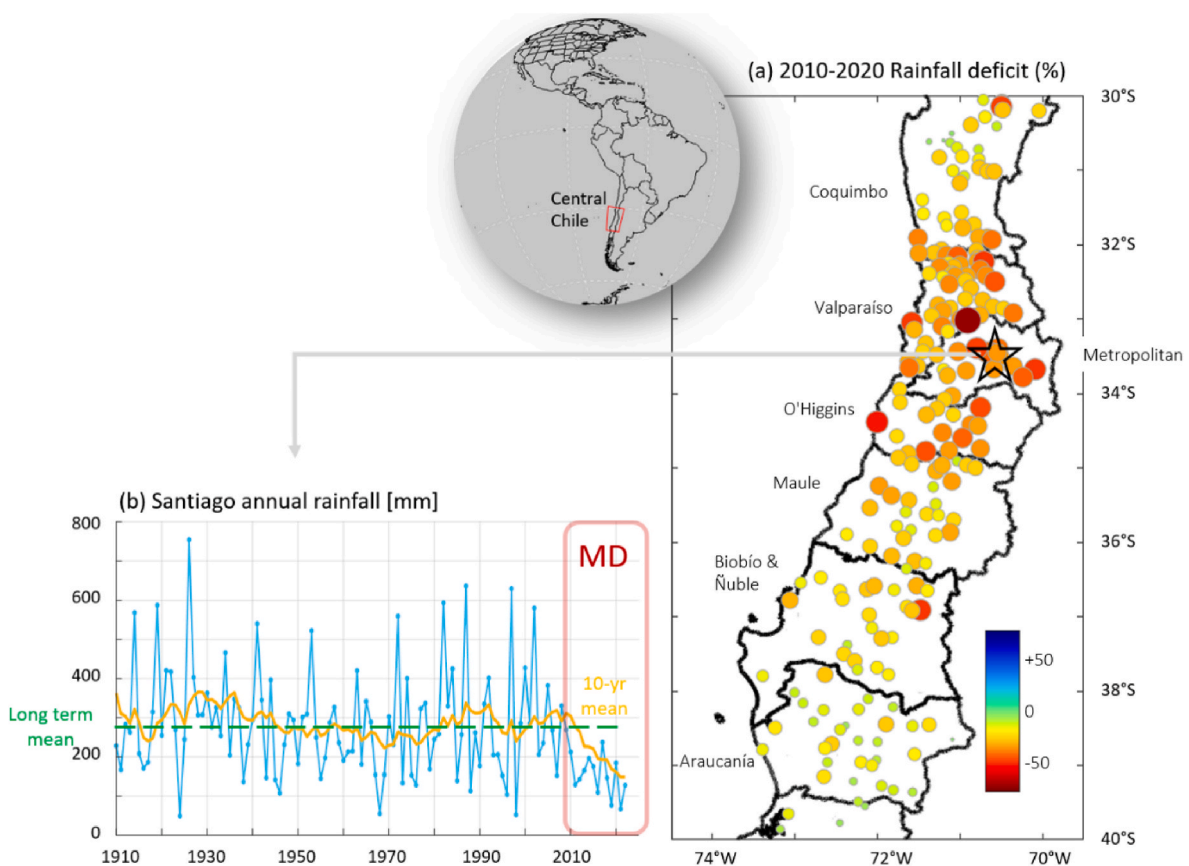 (a) 2010-2020 Rainfall deficit (%)
Central
Chile
30°S
Coquimbo
32°S
Valparaíso
Metropolitan
34°S
O'Higgins
Maule
36°S
Biobío &
Ñuble
+50
0
-50
38°S
Araucanía
40°S
74°W
72°W
70°W
(b) Santiago annual rainfall [mm]
800
MD
600
400
10-yr
mean
Long term
mean
200
0
1910
1930
1950
1970
1990
2010